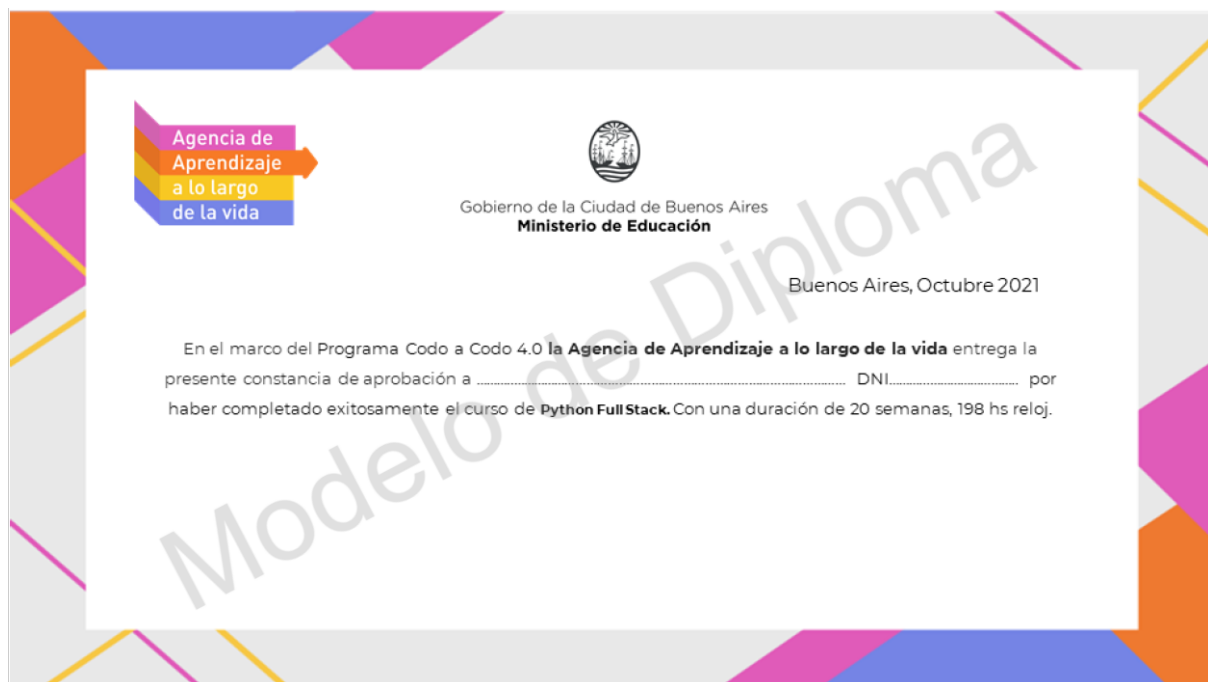 Agencia de
Aprendizaje
a lo largo
de la vida
Gobierno de la Ciudad de Buenos Aires
Ministerio de Educación
Buenos Aires, Octubre 2021
En el marco del Programa Codo a Codo 4.0 la Agencia de Aprendizaje a lo largo de la vida entrega la
presente constancia de aprobación a ........................................................................ DNI.................................... por
haber completado exitosamente el curso de Python Full Stack. Con una duración de 20 semanas, 198 hs reloj.
Modelo de Diploma